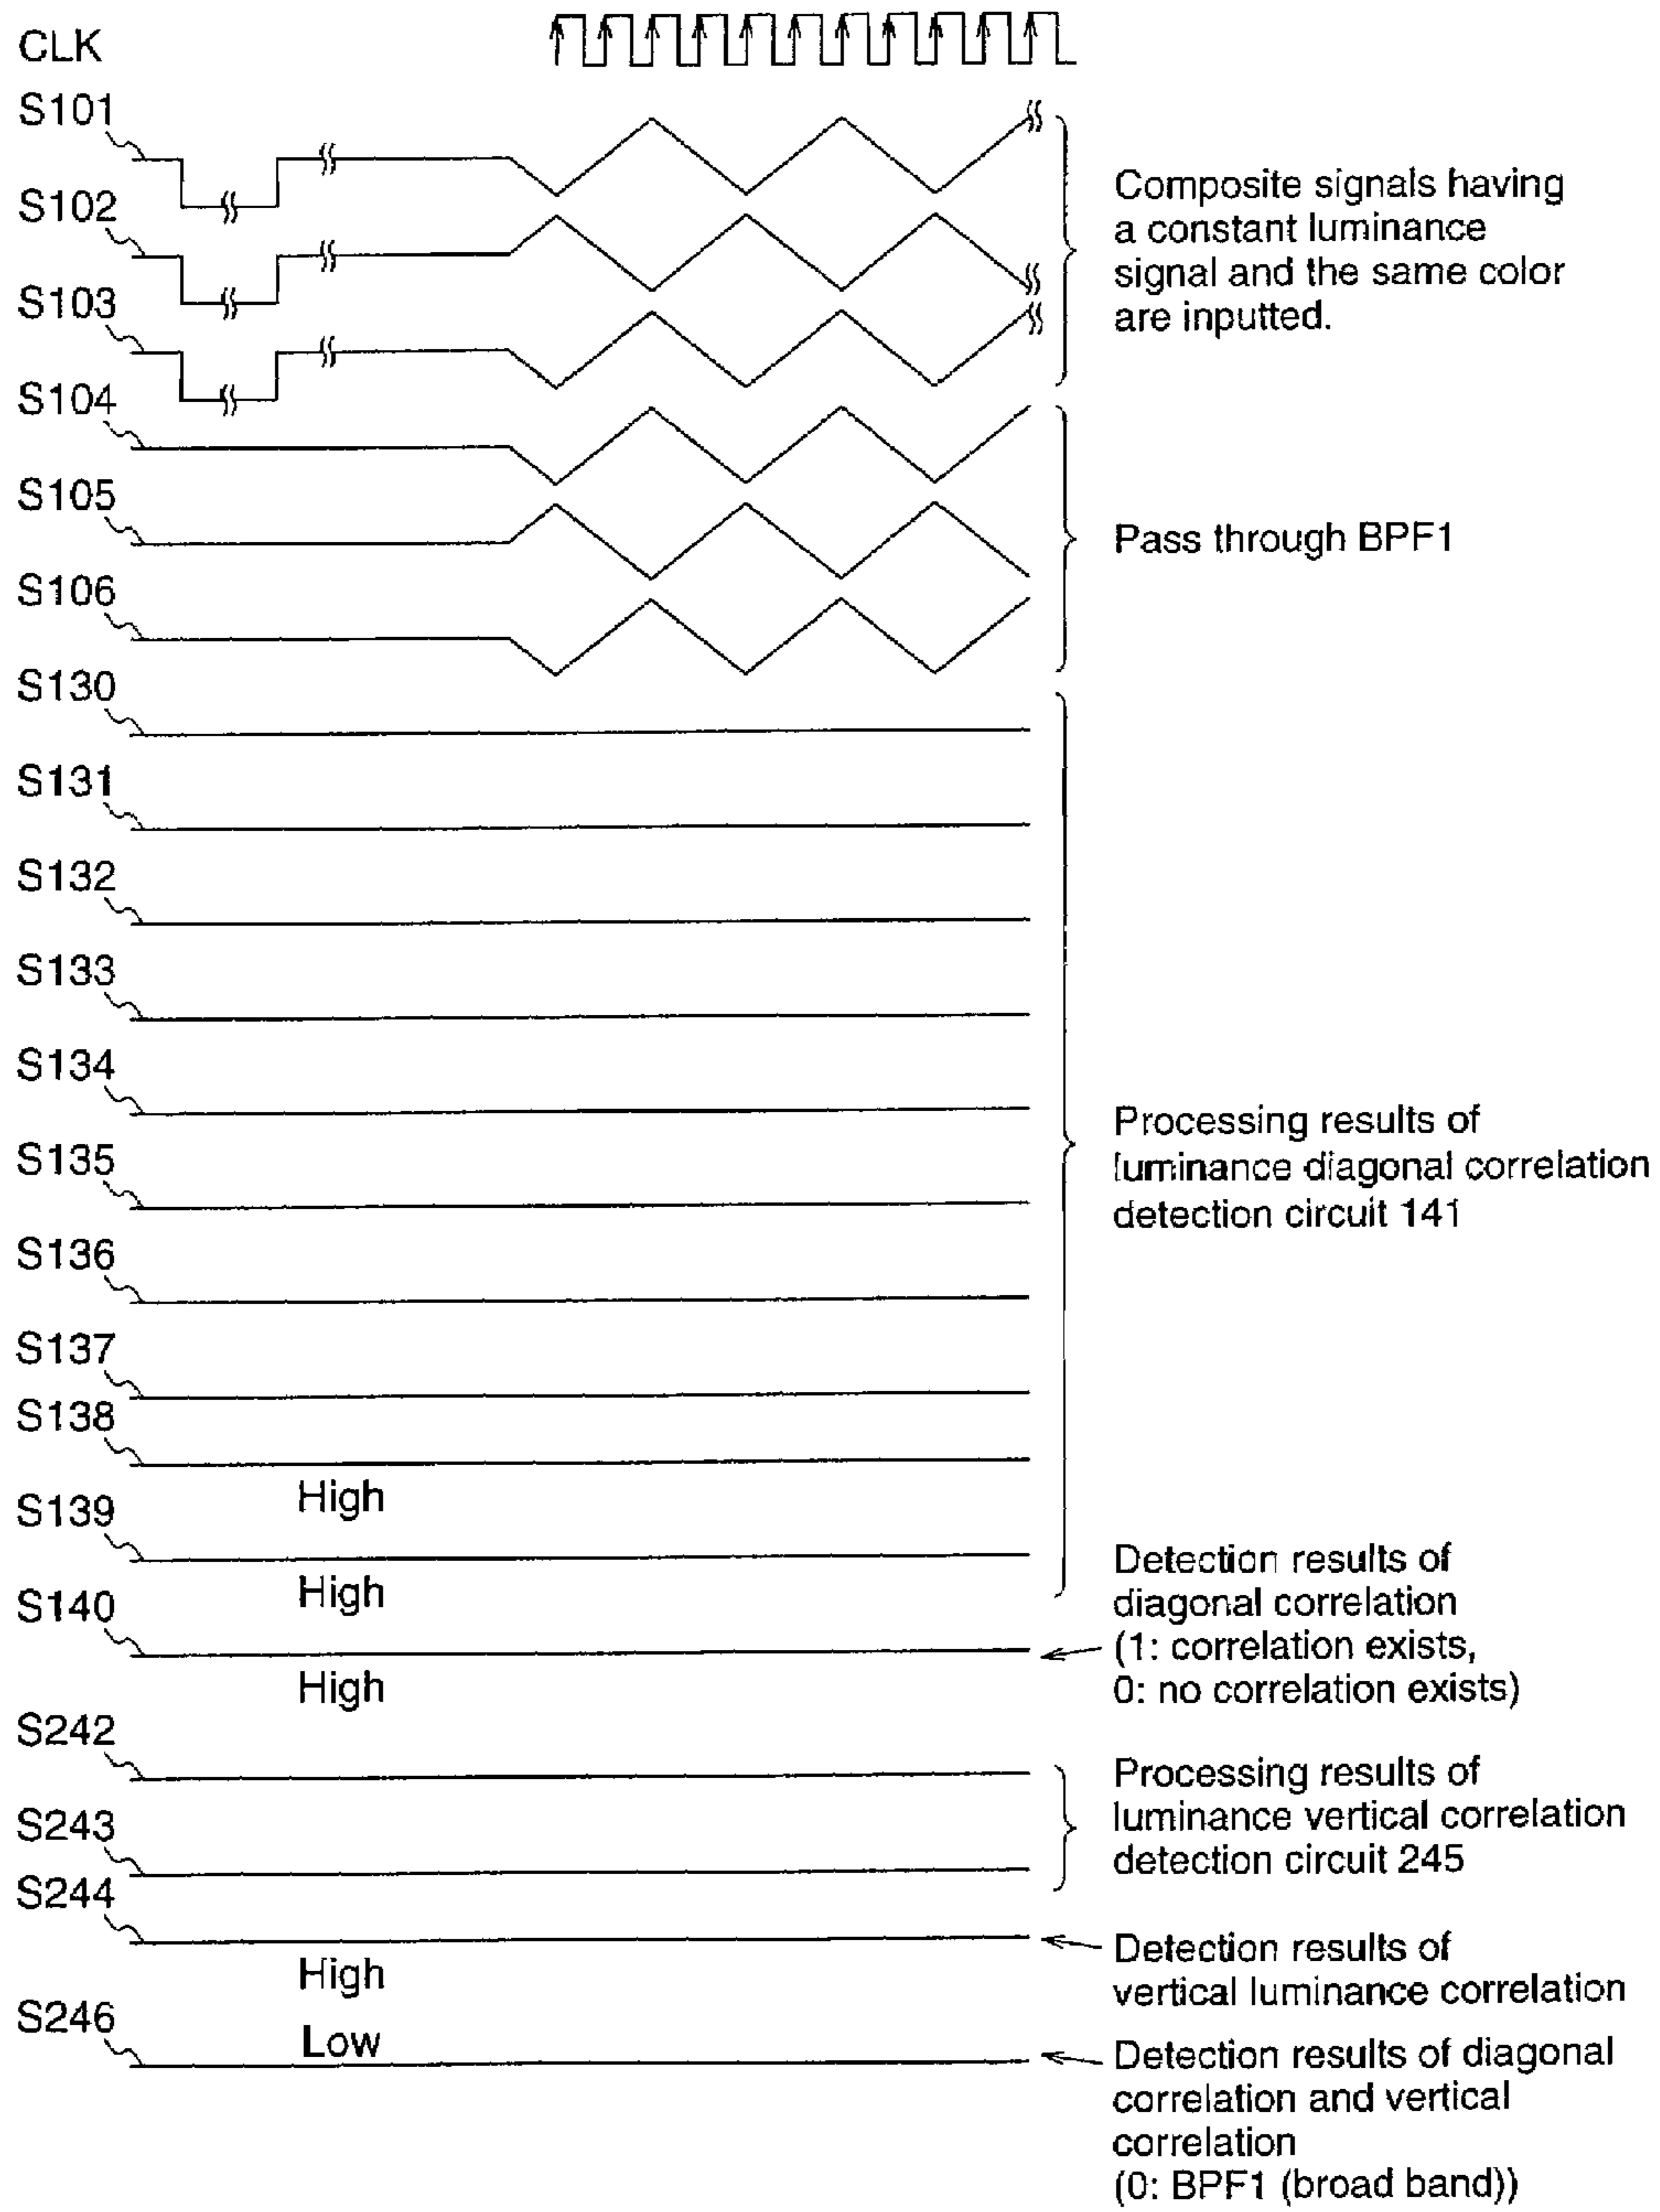 CLK
S101
S102
S103
Composite signals having
a constant luminance
signal and the same color
are inputted.
S104
S105
S106
Pass through BPF1
S130
S131
S132
S133
S134
S135
S136
S137
S138
High
S139
High
Processing results of
luminance diagonal correlation
detection circuit 141
S140
High
Detection results of
diagonal correlation
(1: correlation exists,
0: no correlation exists)
S242
S243
Processing results of
luminance vertical correlation
detection circuit 245
S244
High
Detection results of
vertical luminance correlation
S246
Low
Detection results of diagonal
correlation and vertical
correlation
(0: BPF1 (broad band))